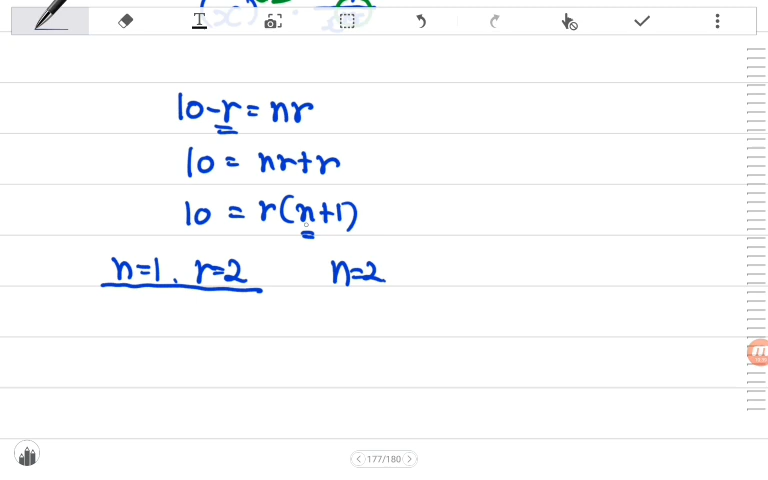 10-r = nr
10 = nr+r
10 = r(n+1)
n=1, r=2 n=2
177/180